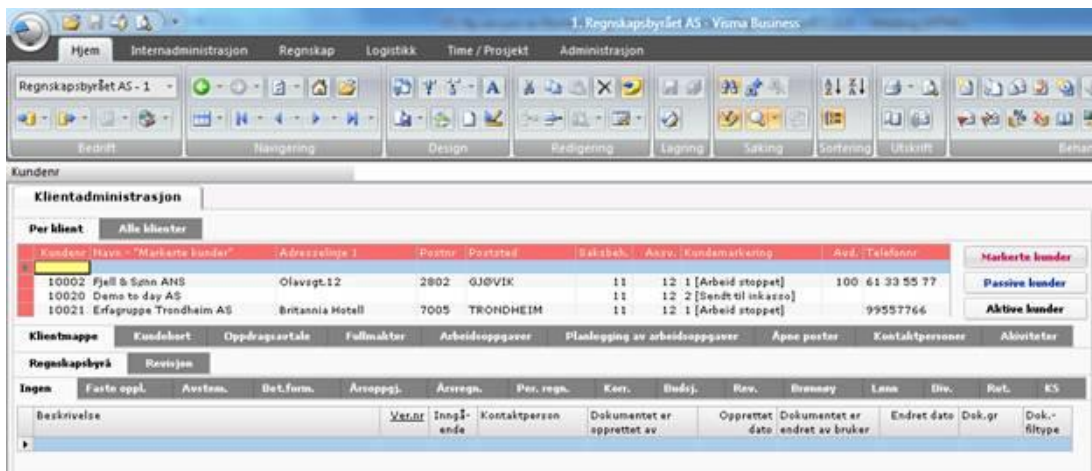 1. Regnskapsbyrået AS - Visma Business
Hjem Internadministrasjon Regnskap Logistikk Time / Prosjekt Administrasjon
Regnskapsbyrået AS - 1
Bedrift Navigering Design Redigering Lagring Søking Sortering Utskrift
Kundenr
Klientadministrasjon
Per klient Alle klienter
Kundenr Navn - "Markerte kunder" Adresselinje 1 Postnr Poststed Saksbeh. Ansv. Kundemarkering Avd. Telefonnr
Markerte kunder
10002 Fjell & Sønn ANS Olavsgt.12 2802 GJØVIK 11 12 1 [Arbeid stoppet] 100 61 33 55 77
Passive kunder
10020 Demo to day AS 11 12 2 [Sendt til inkasso]
10021 Erfagruppe Trondheim AS Britannia Hotell 7005 TRONDHEIM 11 12 1 [Arbeid stoppet] 99557766
Aktive kunder
Klientmappe Kundekort Oppdragsavtale Fullmakter Arbeidsoppgaver Planlegging av arbeidsoppgaver Åpne poster Kontaktpersoner Aktiviteter
Regnskapsbyrå Revisjon
Ingen Faste oppl. Avstem. Bet.form. Årsoppgj. Årsregn. Per. regn. Korr. Budsj. Rev. Brønnøy Lønn Div. Rut. KS
Beskrivelse Ver.nr Inngå-ende Kontaktperson Dokumentet er opprettet av Opprettet dato Dokumentet er endret av bruker Endret dato Dok.gr Dok.-filtype